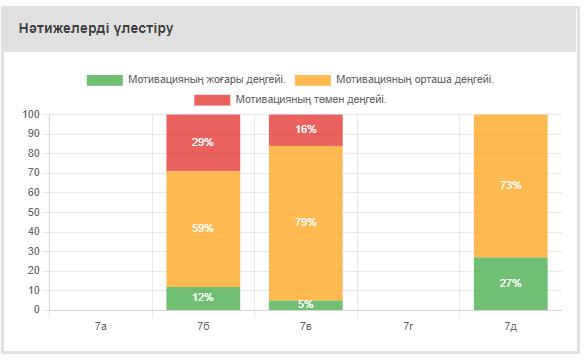 Нәтижелерді үлестіру
Мотивацияның жоғары деңгейі.
Мотивацияның орташа деңгейі.
Мотивацияның төмен деңгейі.
100
90
80
70
60
50
40
30
20
10
0
29%
59%
12%
16%
79%
5%
73%
27%
7а
7б
7в
7г
7д